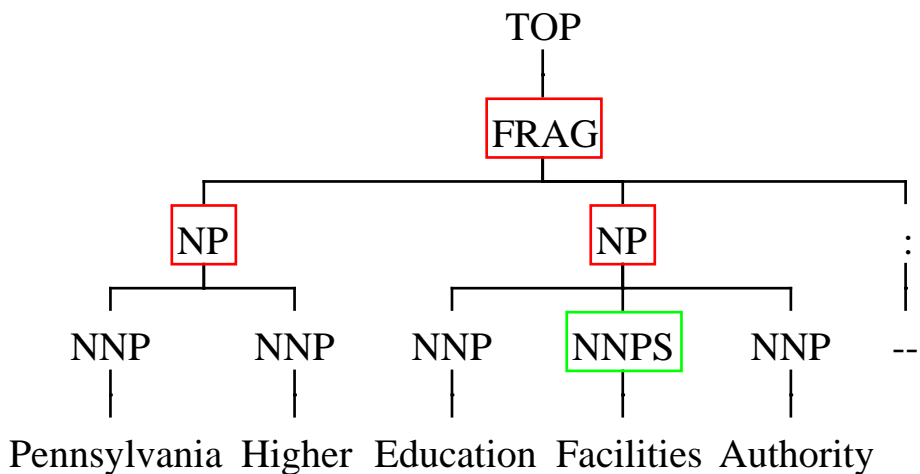 TOP
FRAG
NP NP :
NNP NNP NNP NNPS NNP --
Pennsylvania Higher Education Facilities Authority